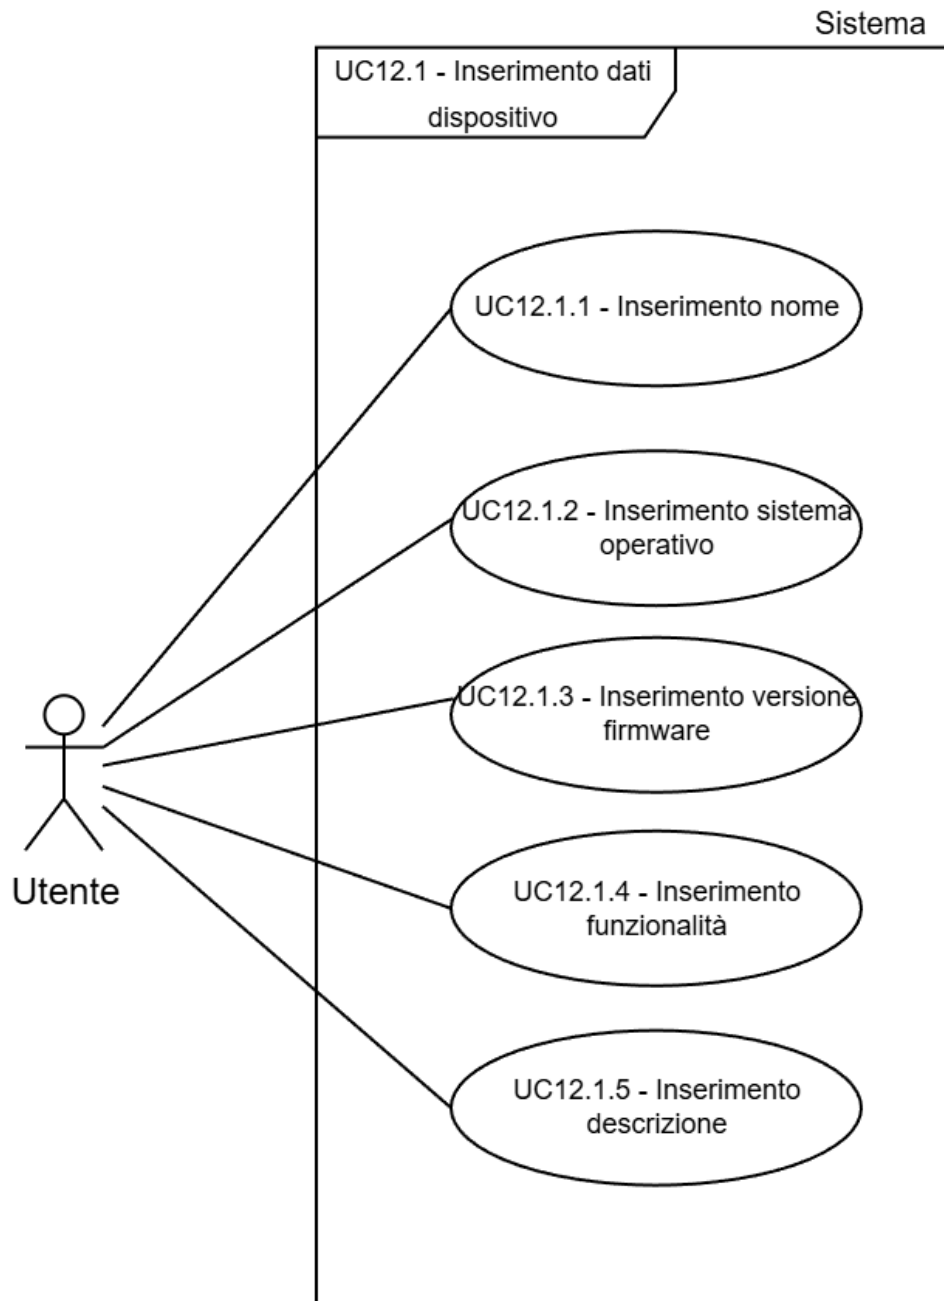 Sistema
UC12.1 - Inserimento dati
dispositivo
UC12.1.1 - Inserimento nome
UC12.1.2 - Inserimento sistema
operativo
UC12.1.3 - Inserimento versione
firmware
Utente
UC12.1.4 - Inserimento
funzionalità
UC12.1.5 - Inserimento
descrizione